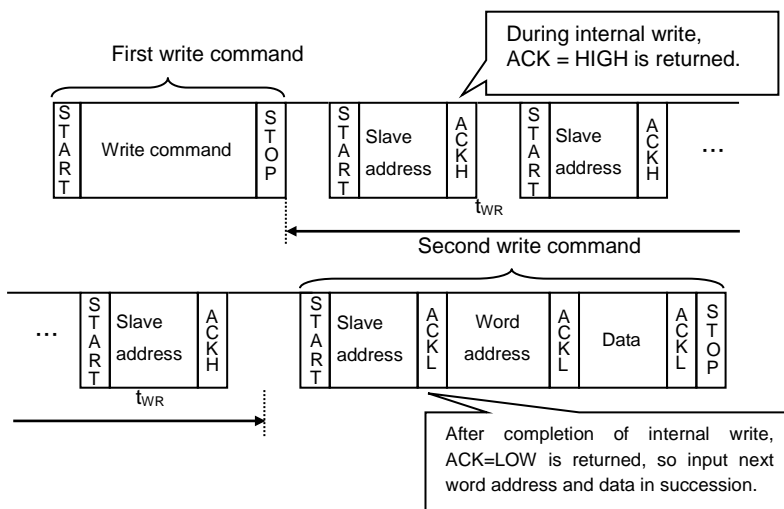 During internal write,
ACK = HIGH is returned.
First write command
START
Write command
STOP
START
Slave
address
ACKH
START
Slave
address
ACKH
...
tWR
Second write command
...
START
Slave
address
ACKH
START
Slave
address
ACKL
Word
address
ACKL
Data
ACKL
STOP
tWR
After completion of internal write,
ACK=LOW is returned, so input next
word address and data in succession.